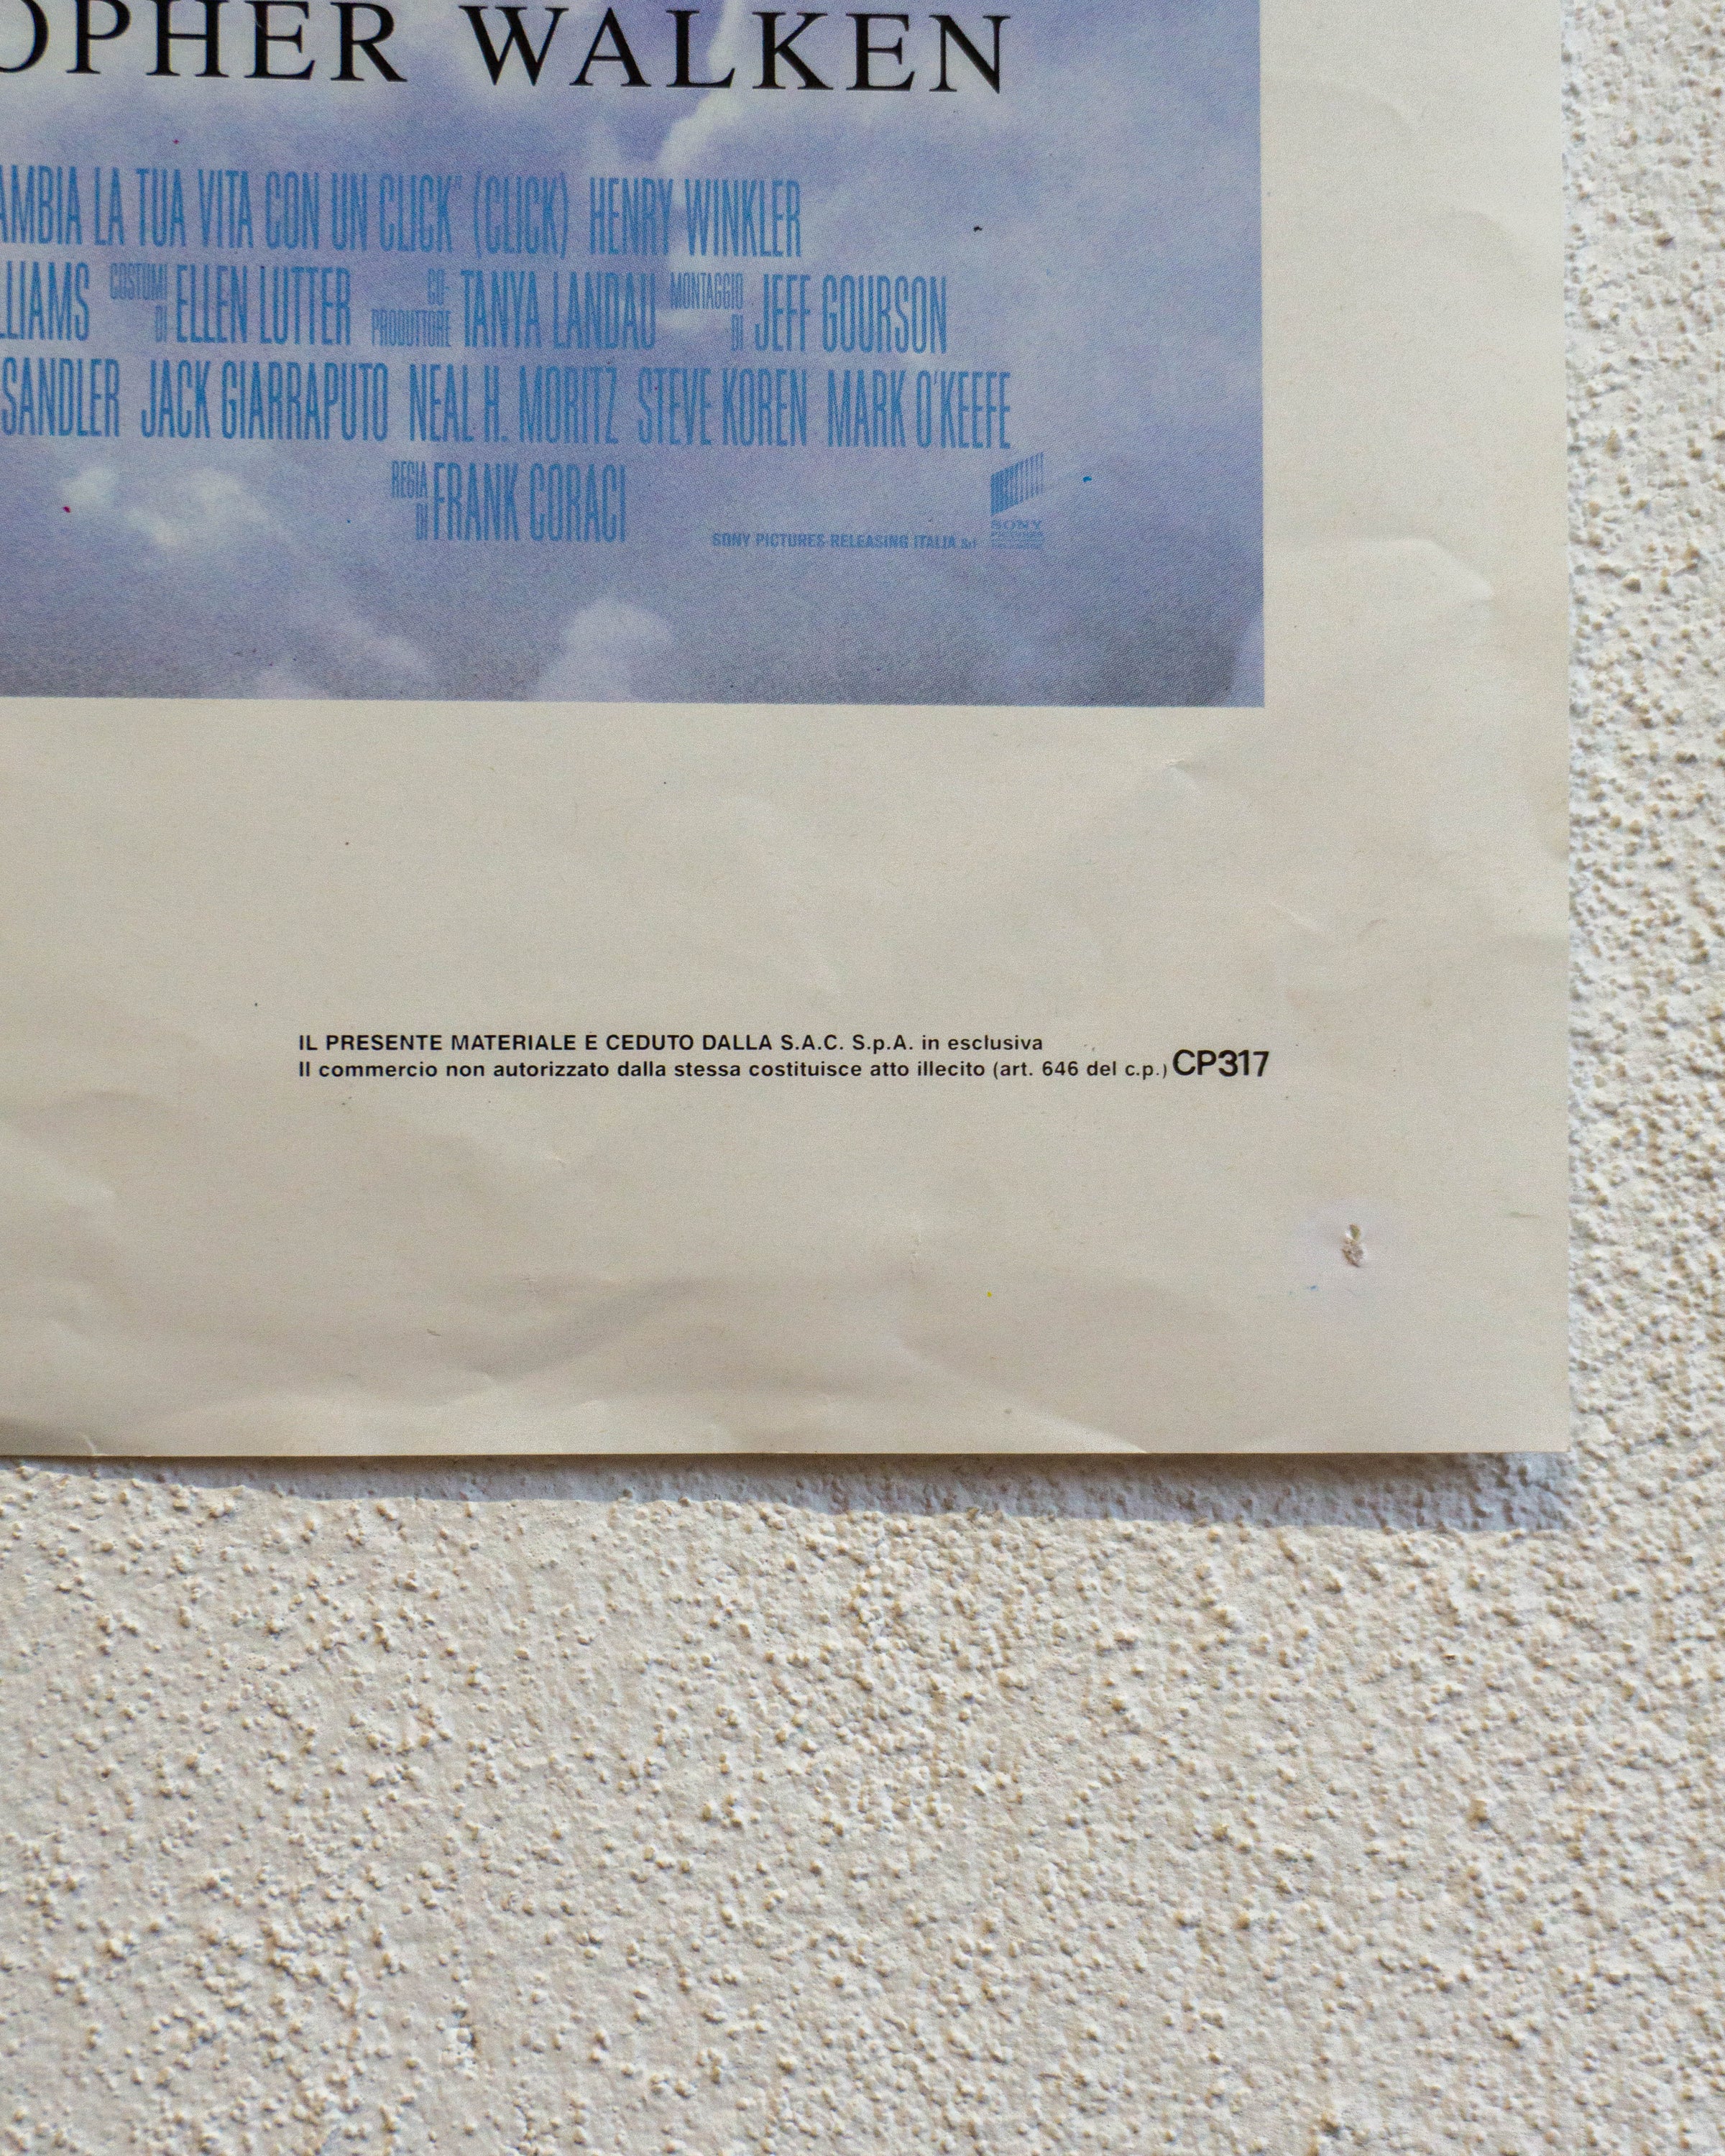 OPHER WALKEN
AMBIA LA TUA VITA CON UN CLICK" (CLICK) HENRY WINKLER
LLIAMS COSTUMI DI ELLEN LUTTER CO-PRODUTTORE TANYA LANDAU MONTAGGIO DI JEFF GOURSON
SANDLER JACK GIARRAPUTO NEAL H. MORITZ STEVE KOREN MARK O'KEEFE
REGIA DI FRANK CORACI
SONY PICTURES RELEASING ITALIA Srl
SONY
IL PRESENTE MATERIALE È CEDUTO DALLA S.A.C. S.p.A. in esclusiva
Il commercio non autorizzato dalla stessa costituisce atto illecito (art. 646 del c.p.) CP317